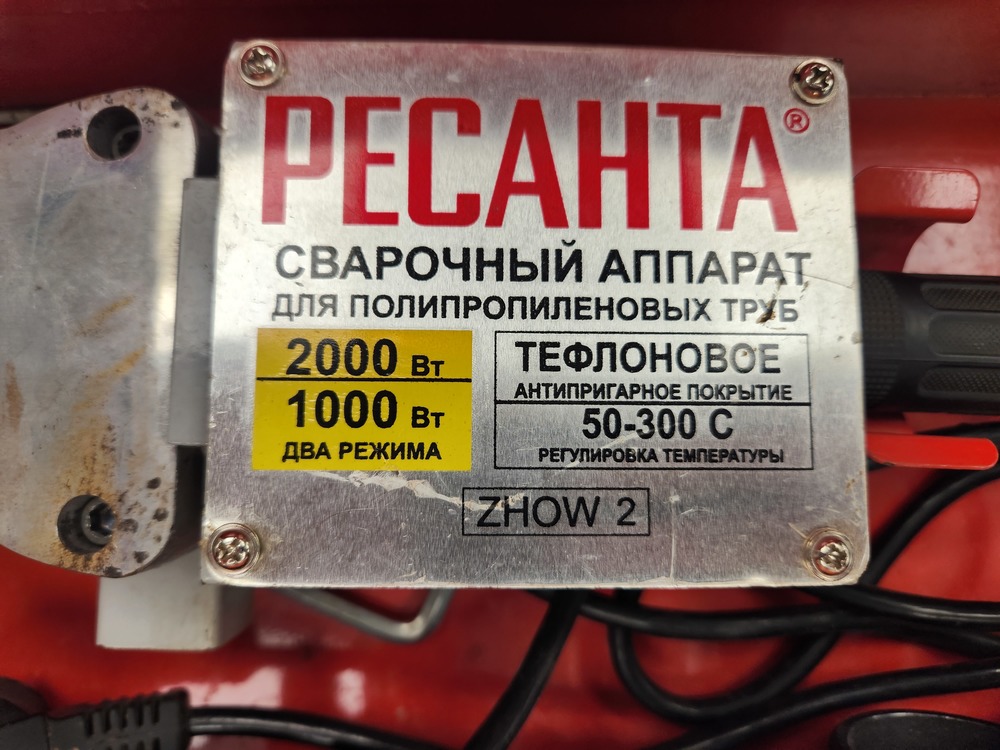 РЕСАНТА®
СВАРОЧНЫЙ АППАРАТ
ДЛЯ ПОЛИПРОПИЛЕНОВЫХ ТРУБ
2000 Вт
1000 Вт
ДВА РЕЖИМА
ТЕФЛОНОВОЕ
АНТИПРИГАРНОЕ ПОКРЫТИЕ
50-300 С
РЕГУЛИРОВКА ТЕМПЕРАТУРЫ
ZHOW 2